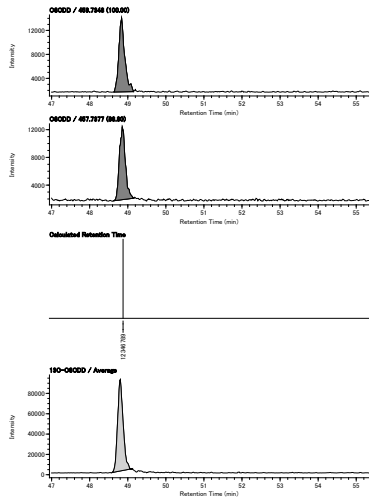 O8ODD / 459.7348 (100.00)
Intensity
12000
8000
4000
47 48 49 50 51 52 53 54 55
Retention Time (min)
O8ODD / 457.7377 (88.80)
Intensity
12000
8000
4000
47 48 49 50 51 52 53 54 55
Retention Time (min)
Calculated Retention Time
13C-O8CDD / Average
Intensity
80000
60000
40000
20000
0
47 48 49 50 51 52 53 54 55
Retention Time (min)